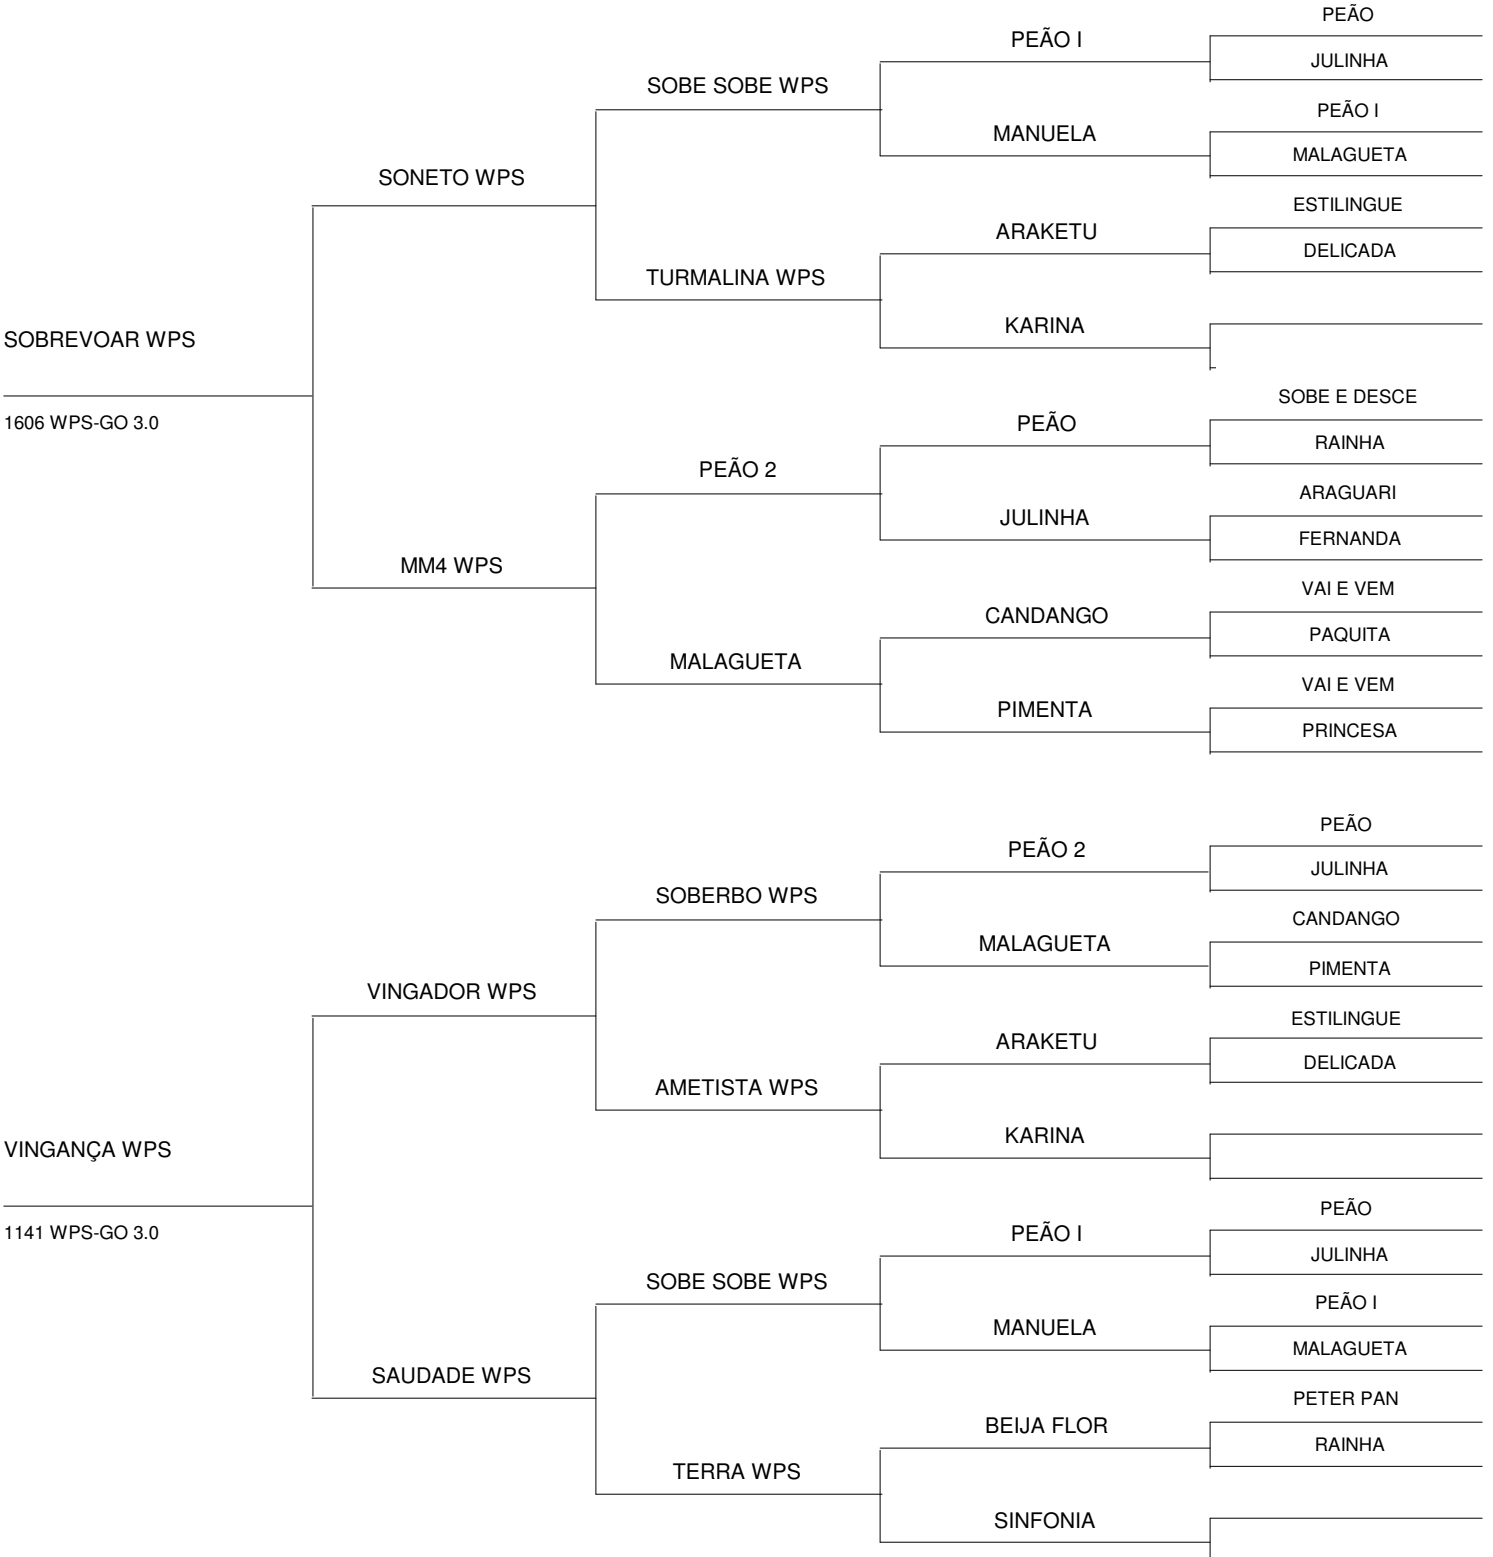 PEÃO
PEÃO I
JULINHA
SOBE SOBE WPS
PEÃO I
MANUELA
MALAGUETA
SONETO WPS
ESTILINGUE
ARAKETU
DELICADA
TURMALINA WPS
KARINA
SOBREVOAR WPS
SOBE E DESCE
1606 WPS-GO 3.0
PEÃO
RAINHA
PEÃO 2
ARAGUARI
JULINHA
FERNANDA
MM4 WPS
VAI E VEM
CANDANGO
PAQUITA
MALAGUETA
VAI E VEM
PIMENTA
PRINCESA
PEÃO
PEÃO 2
JULINHA
SOBERBO WPS
CANDANGO
MALAGUETA
PIMENTA
VINGADOR WPS
ESTILINGUE
ARAKETU
DELICADA
AMETISTA WPS
KARINA
VINGANÇA WPS
PEÃO
1141 WPS-GO 3.0
PEÃO I
JULINHA
SOBE SOBE WPS
PEÃO I
MANUELA
MALAGUETA
SAUDADE WPS
PETER PAN
BEIJA FLOR
RAINHA
TERRA WPS
SINFONIA